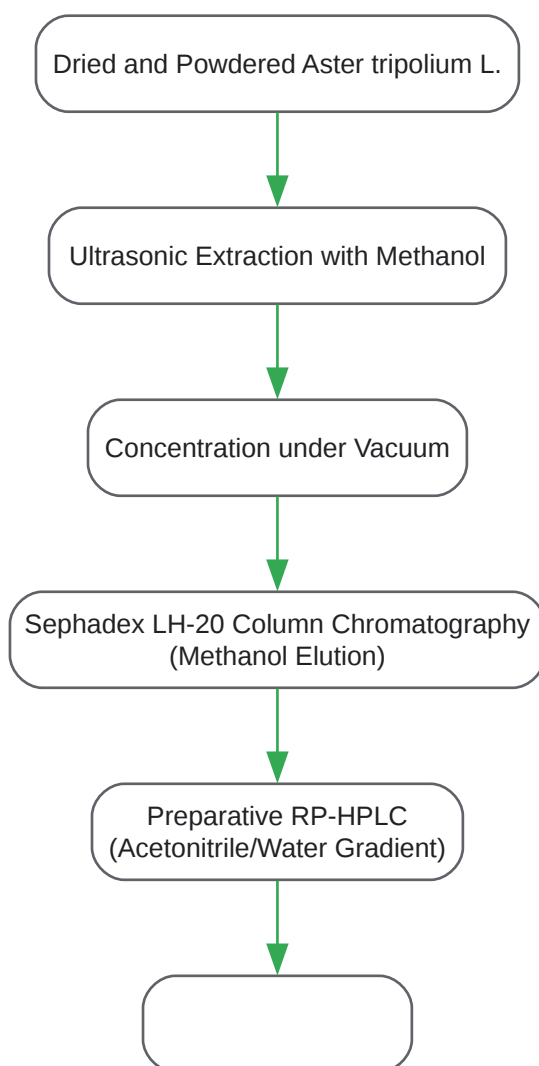 Dried and Powdered Aster tripolium L.
Ultrasonic Extraction with Methanol
Concentration under Vacuum
Sephadex LH-20 Column Chromatography
(Methanol Elution)
Preparative RP-HPLC
(Acetonitrile/Water Gradient)